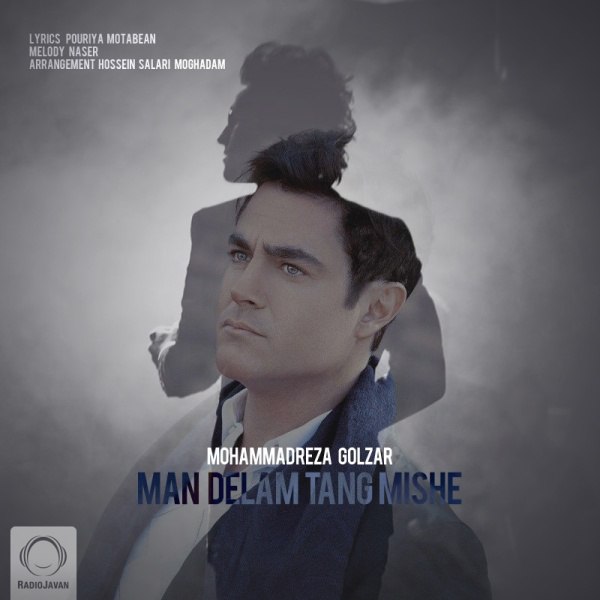 LYRICS POURIYA MOTABEAN
MELODY NASER
ARRANGEMENT HOSSEIN SALARI MOGHADAM
MOHAMMADREZA GOLZAR
MAN DELAM TANG MISHE
RADIOJAVAN